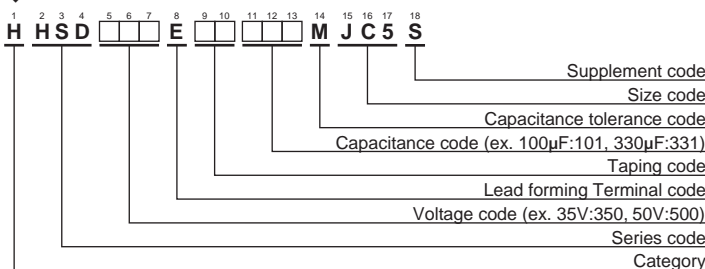 1 2 3 4 5 6 7 8 9 10 11 12 13 14 15 16 17 18
H HSD □□□ E □□ □□□ M J C 5 S
Supplement code
Size code
Capacitance tolerance code
Capacitance code (ex. 100μF:101, 330μF:331)
Taping code
Lead forming Terminal code
Voltage code (ex. 35V:350, 50V:500)
Series code
Category